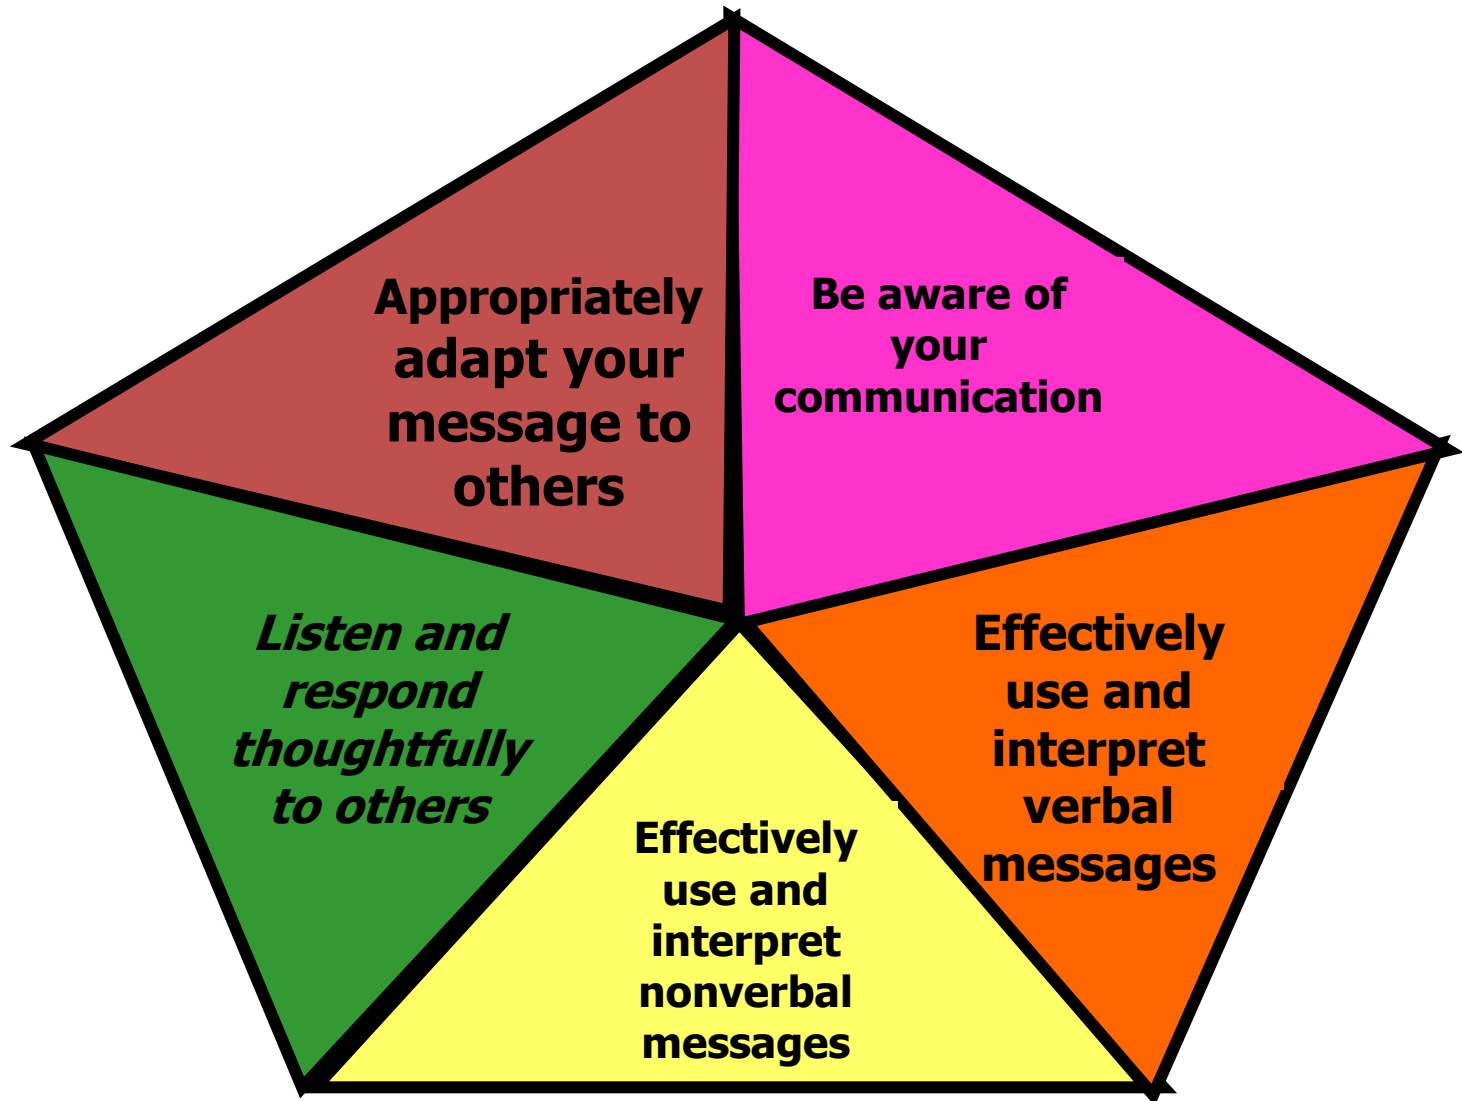 Appropriately
adapt your
message to
others
Be aware of
your
communication
Listen and
respond
thoughtfully
to others
Effectively
use and
interpret
verbal
messages
Effectively
use and
interpret
nonverbal
messages